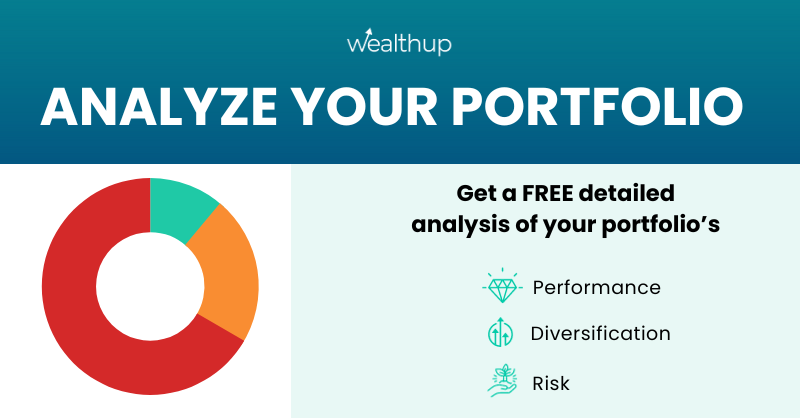 wealthup
ANALYZE YOUR PORTFOLIO
Get a FREE detailed
analysis of your portfolio’s
Performance
Diversification
Risk